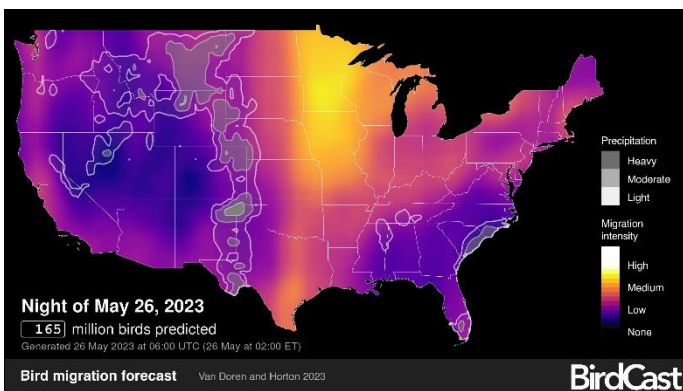 Precipitation
Heavy
Moderate
Light
Migration
intensity
High
Medium
Low
None
Night of May 26, 2023
165 million birds predicted
Generated 26 May 2023 at 06:00 UTC (26 May at 02:00 ET)
Bird migration forecast Van Doren and Horton 2023
BirdCast